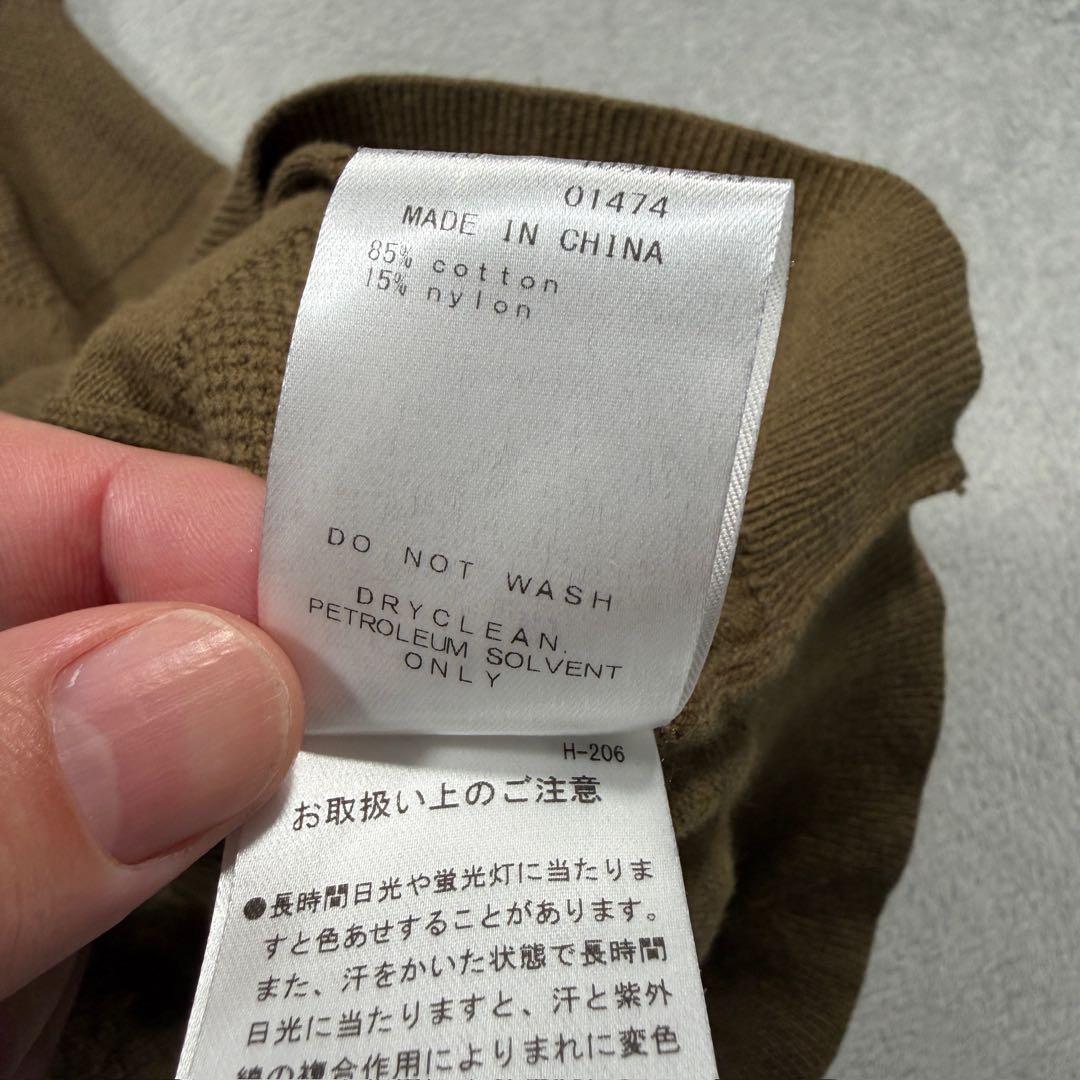 01474
MADE IN CHINA
85% cotton
15% nylon
DO NOT WASH
DRYCLEAN.
PETROLEUM SOLVENT
ONLY
H-206
お取扱い上のご注意
●長時間日光や蛍光灯に当たりま
すと色あせすることがあります。
また、汗をかいた状態で長時間
日光に当たりますと、汗と紫外
線の複合作用によりまれに変色